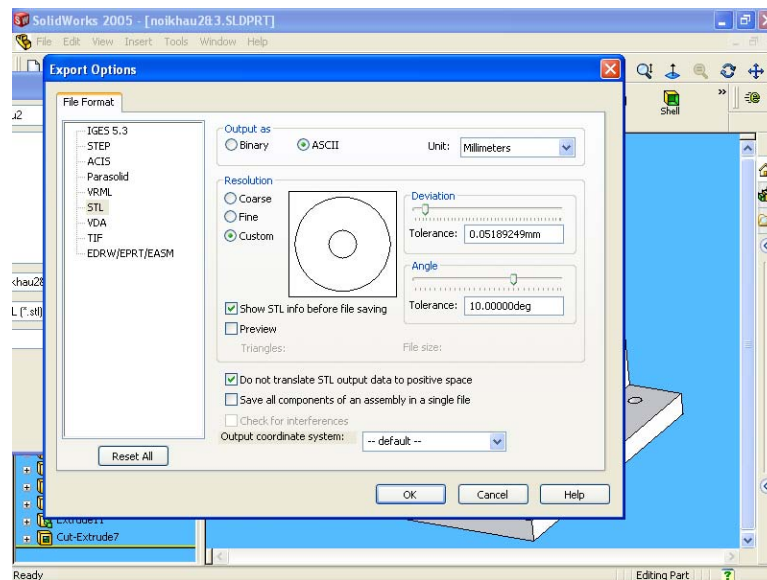 SolidWorks 2005 - [noikhau2&3.SLDPRT]
File Edit View Insert Tools Window Help
Export Options
File Format
IGES 5.3
STEP
ACIS
Parasolid
VRML
STL
VDA
TIF
EDRW/EPRT/EASM
Reset All
Output as
Binary ASCII Unit: Millimeters
Resolution
Coarse
Fine
Custom
Deviation
Tolerance: 0.05189249mm
Angle
Tolerance: 10.00000deg
Show STL info before file saving
Preview
Triangles: File size:
Do not translate STL output data to positive space
Save all components of an assembly in a single file
Check for interferences
Output coordinate system: -- default --
OK Cancel Help
Shell
L (*.stl)
Cut-Extrude7
Ready Editing Part